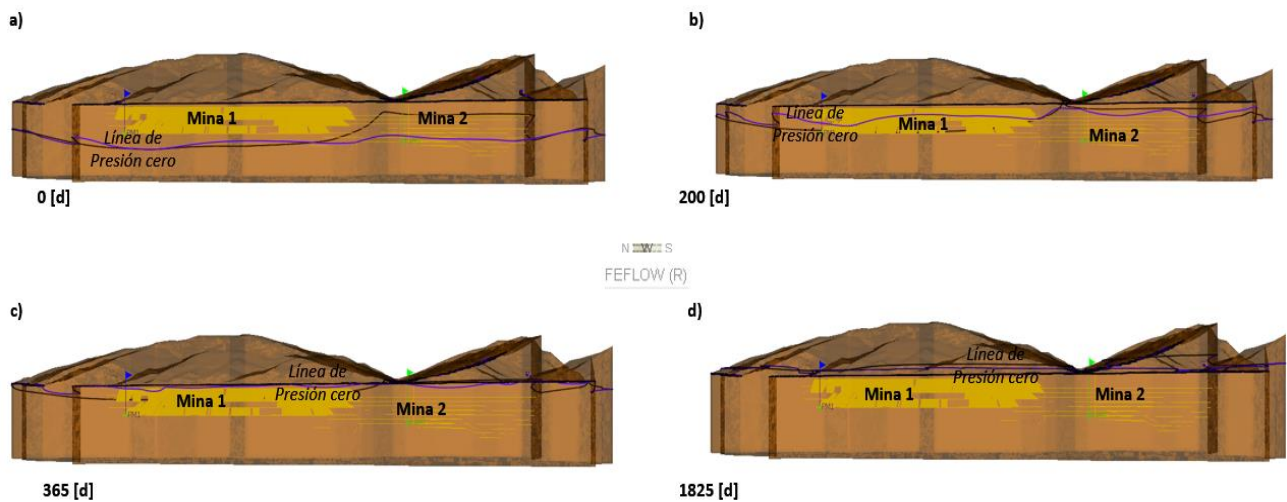 a)
Mina 1
Mina 2
Línea de
Presión cero
0 [d]
b)
Línea de
Presión cero
Mina 1
Mina 2
200 [d]
N W S
FEFLOW (R)
c)
Línea de
Presión cero
Mina 1
Mina 2
365 [d]
d)
Línea de
Presión cero
Mina 1
Mina 2
1825 [d]